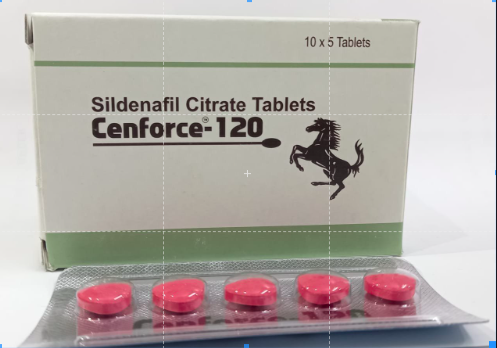 10 x 5 Tablets
Sildenafil Citrate Tablets
Cenforce®-120